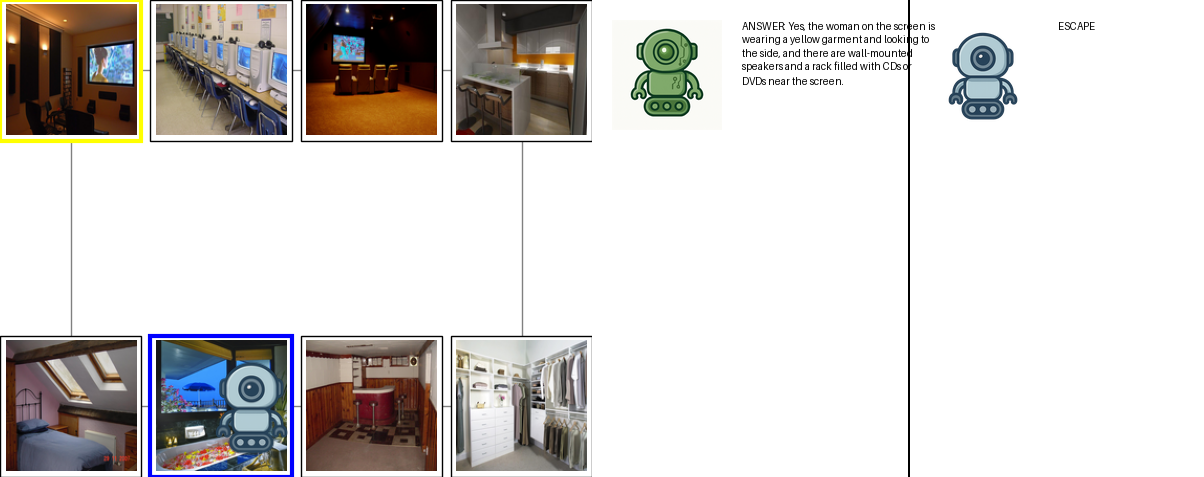 ANSWER: Yes, the woman on the screen is
wearing a yellow garment and looking to
the side, and there are wall-mounted
speakers and a rack filled with CDs or
DVDs near the screen.
ESCAPE